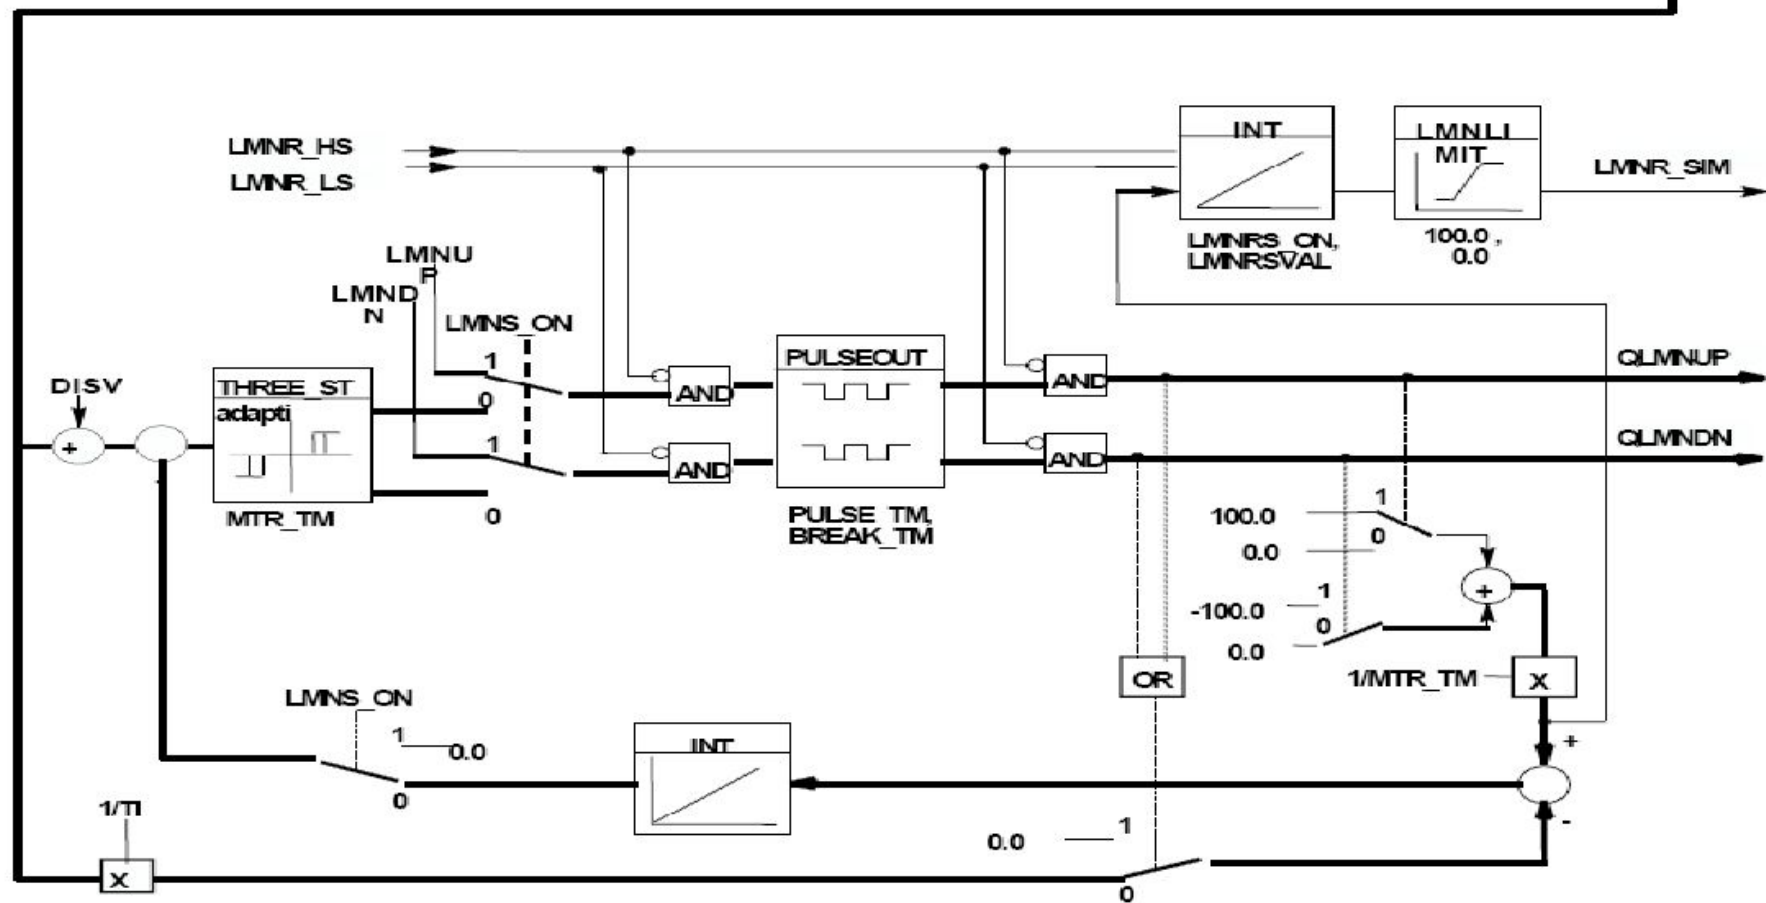 INT
LMNLI
MIT
LMNR_HS
LMNR_LS
LMNR_SIM
LMNRS_ON,
LMNRSVAL
100.0 ,
0.0
LMNU
P
LMND
N
LMNS_ON
1
0
1
0
DISV
+
THREE_ST
adapti
MTR_TM
AND
AND
PULSEOUT
PULSE_TM,
BREAK_TM
AND
AND
QLMNUP
QLMNDN
100.0
1
0
0.0
-100.0
1
0
0.0
+
OR
1/MTR_TM
X
+
-
LMNS_ON
1
0.0
0
INT
1/TI
X
0.0
1
0